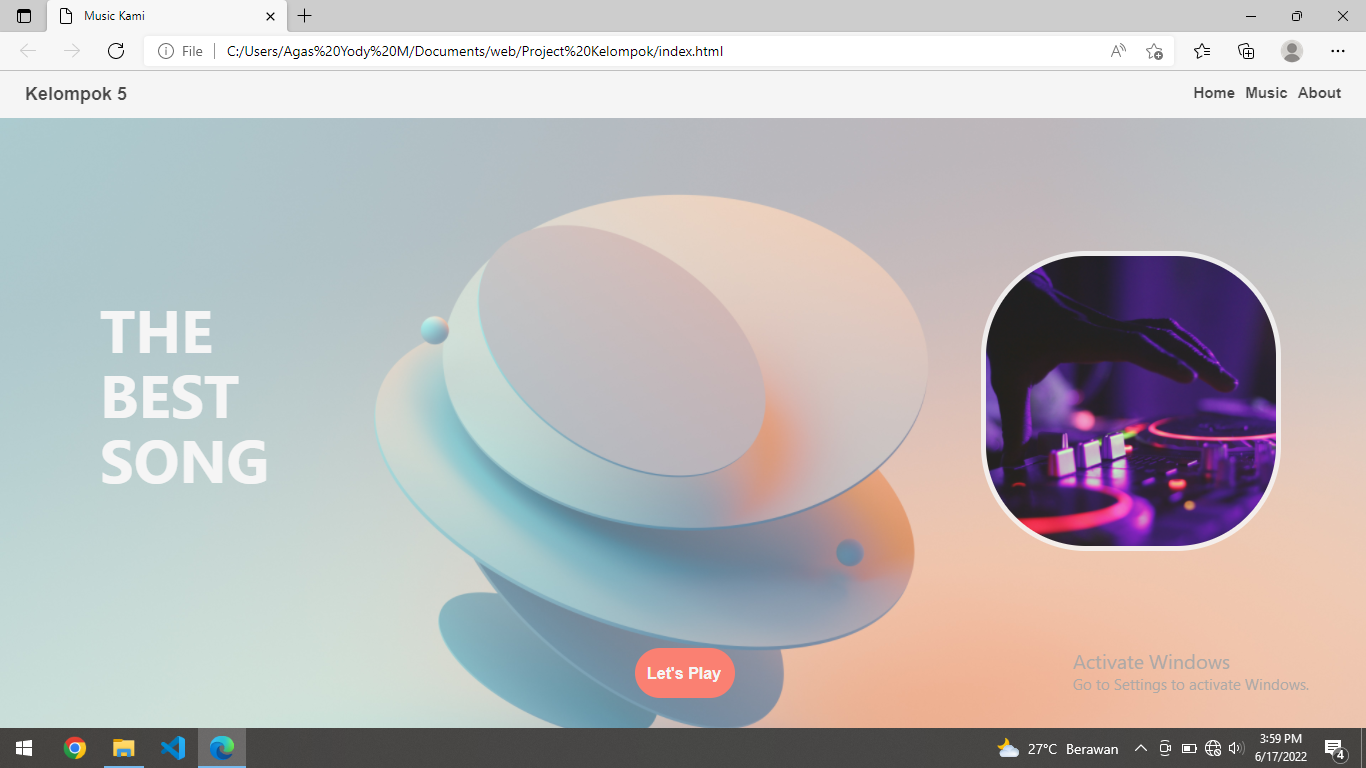 Music Kami
File
C:/Users/Agas%20Yody%20M/Documents/web/Project%20Kelompok/index.html
Kelompok 5
Home Music About
THE
BEST
SONG
Let's Play
Activate Windows
Go to Settings to activate Windows.
27°C Berawan
3:59 PM
6/17/2022
4